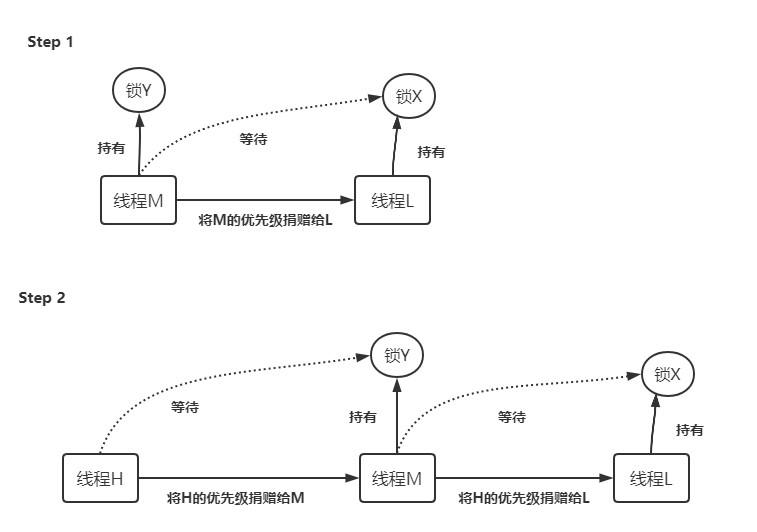 Step 1
锁Y
锁X
等待
持有
持有
线程M
线程L
将M的优先级捐赠给L
Step 2
锁Y
锁X
等待
持有
等待
持有
线程H
线程M
线程L
将H的优先级捐赠给M
将H的优先级捐赠给L